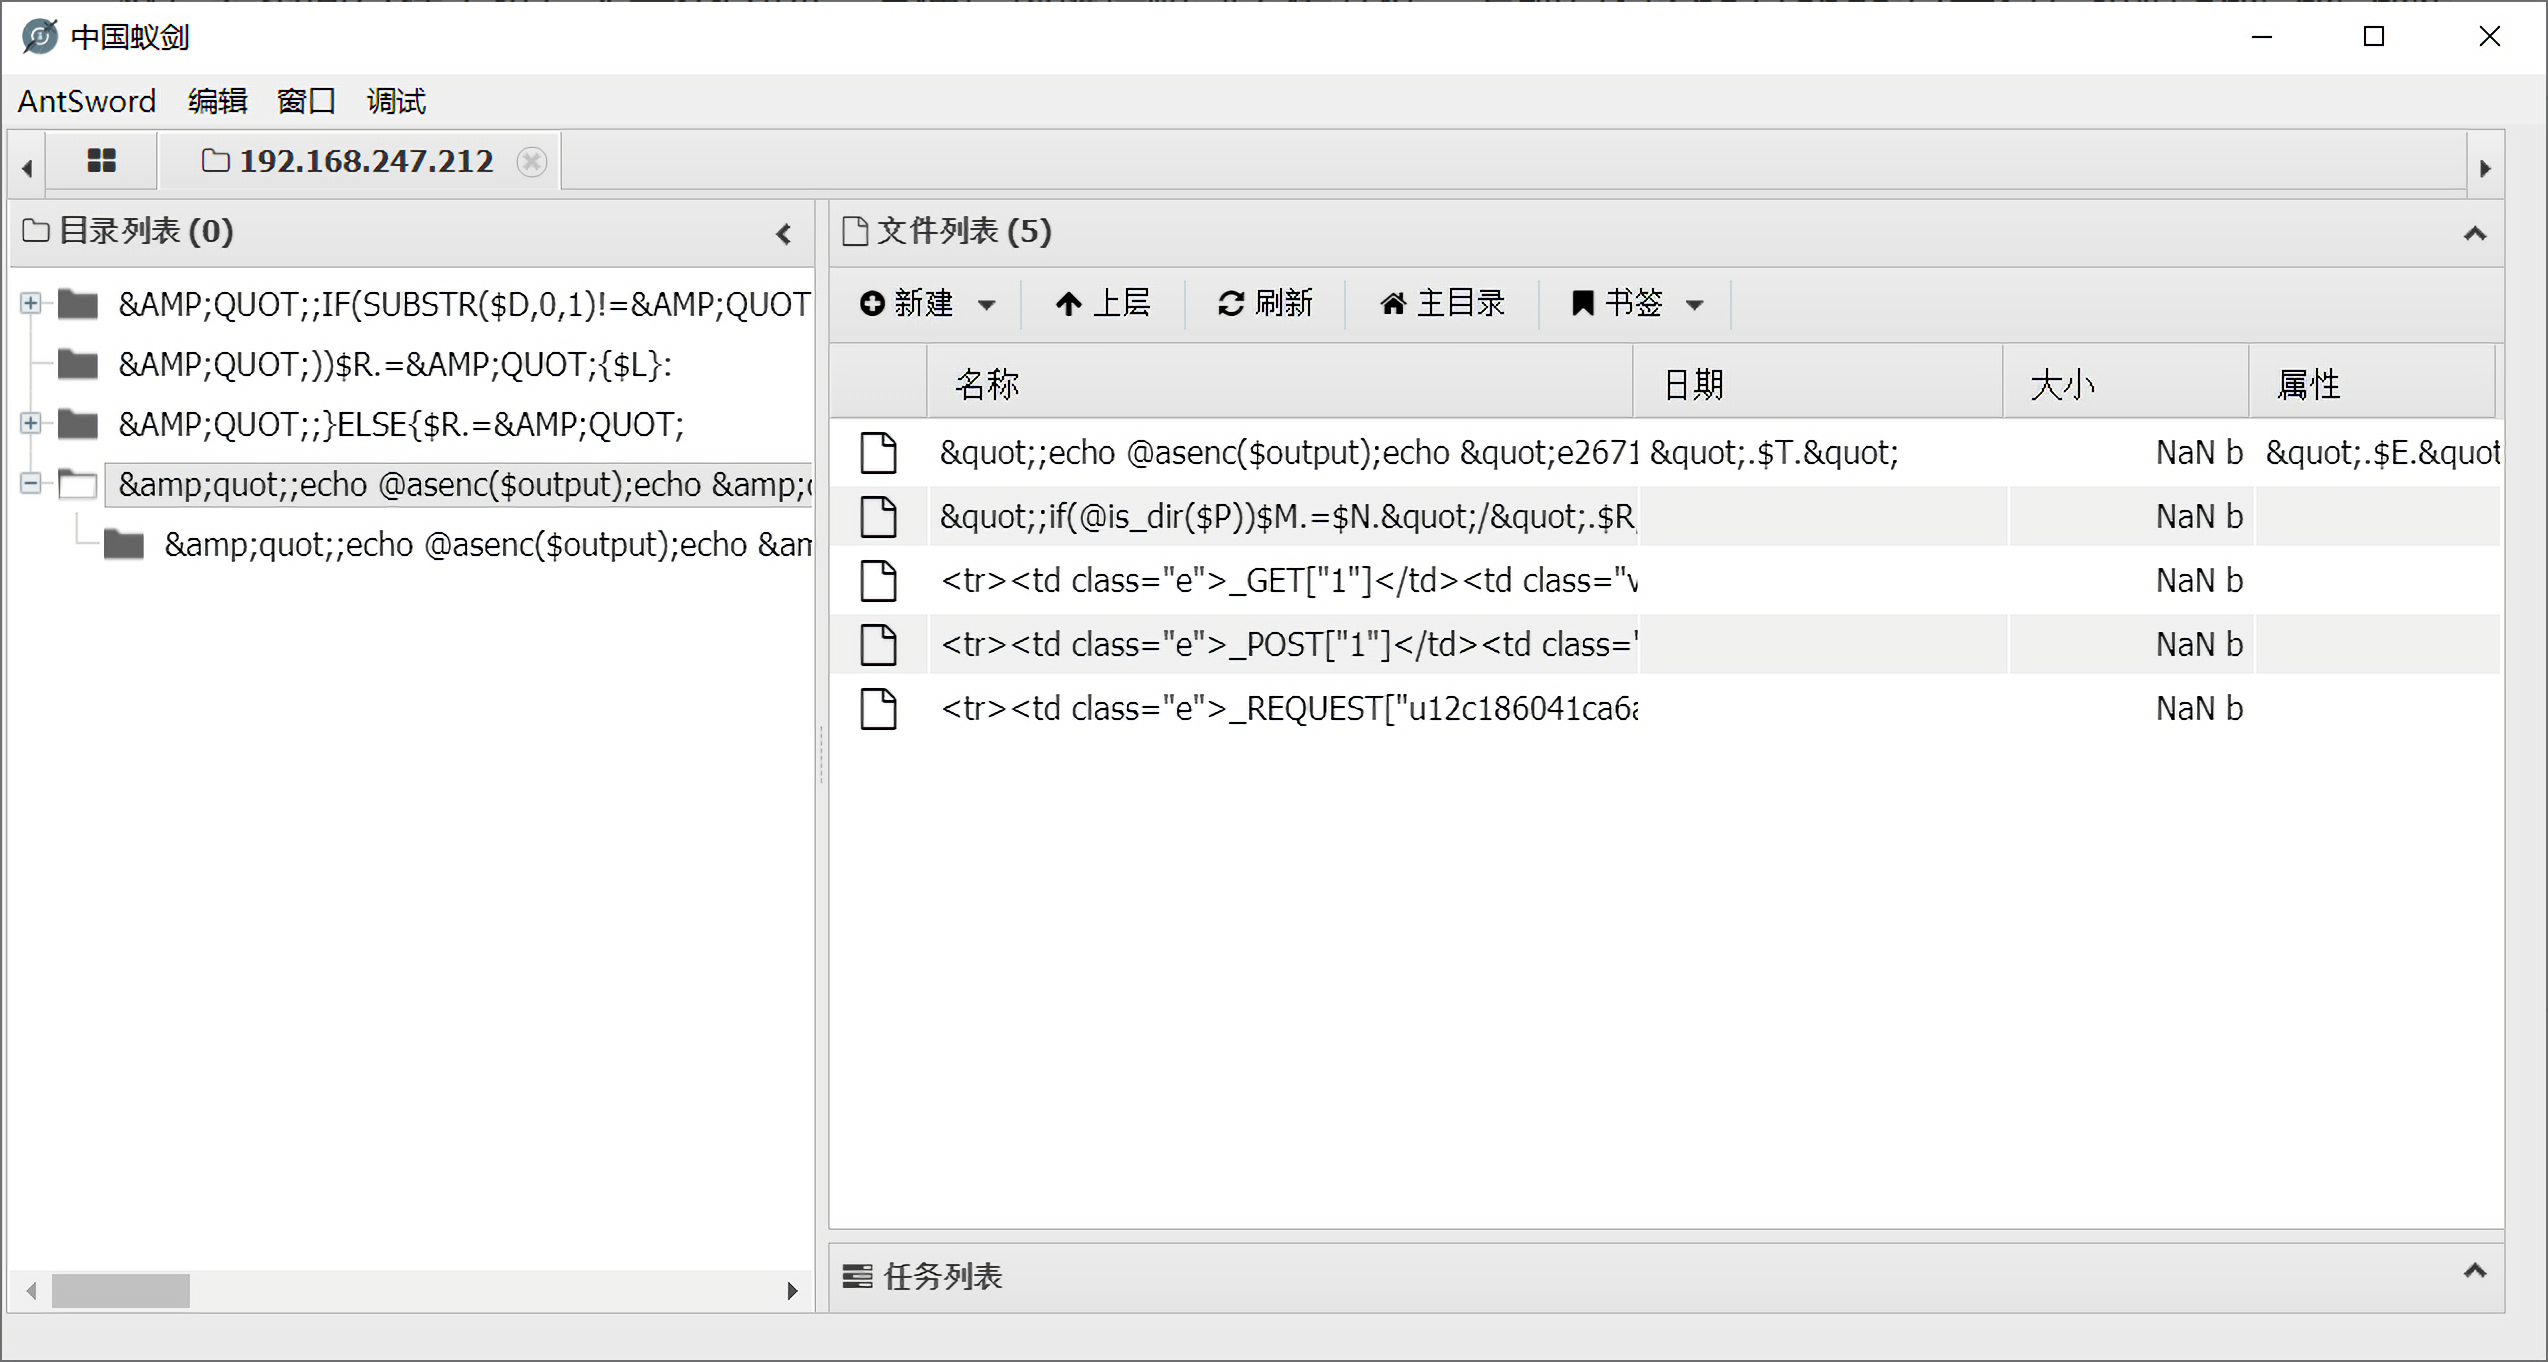 中国蚁剑
AntSword 编辑 窗口 调试
192.168.247.212
目录列表 (0)
&AMP;QUOT;;IF(SUBSTR($D,0,1)!=&AMP;QUOT
&AMP;QUOT;))$R.=&AMP;QUOT;{$L}:
&AMP;QUOT;;}ELSE{$R.=&AMP;QUOT;
&amp;quot;;echo @asenc($output);echo &amp;
&amp;quot;;echo @asenc($output);echo &am
文件列表 (5)
新建 上层 刷新 主目录 书签
名称 日期 大小 属性
&quot;;echo @asenc($output);echo &quot;e2671 &quot;.$T.&quot; NaN b &quot;.$E.&quot
&quot;;if(@is_dir($P))$M.=$N.&quot;/&quot;.$R NaN b
<tr><td class="e">_GET["1"]</td><td class="v NaN b
<tr><td class="e">_POST["1"]</td><td class=" NaN b
<tr><td class="e">_REQUEST["u12c186041ca6a NaN b
任务列表